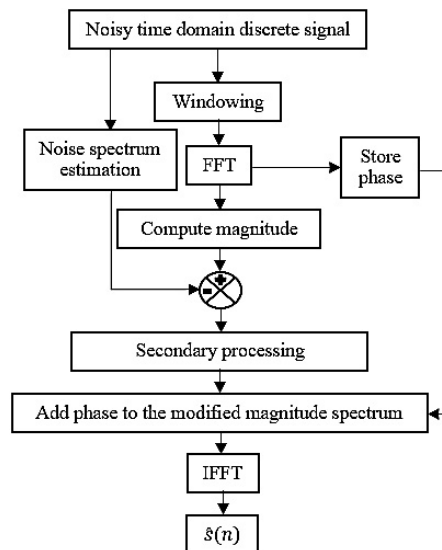 Noisy time domain discrete signal
Windowing
Noise spectrum
estimation
FFT
Store
phase
Compute magnitude
+
-
Secondary processing
Add phase to the modified magnitude spectrum
IFFT
ŝ(n)